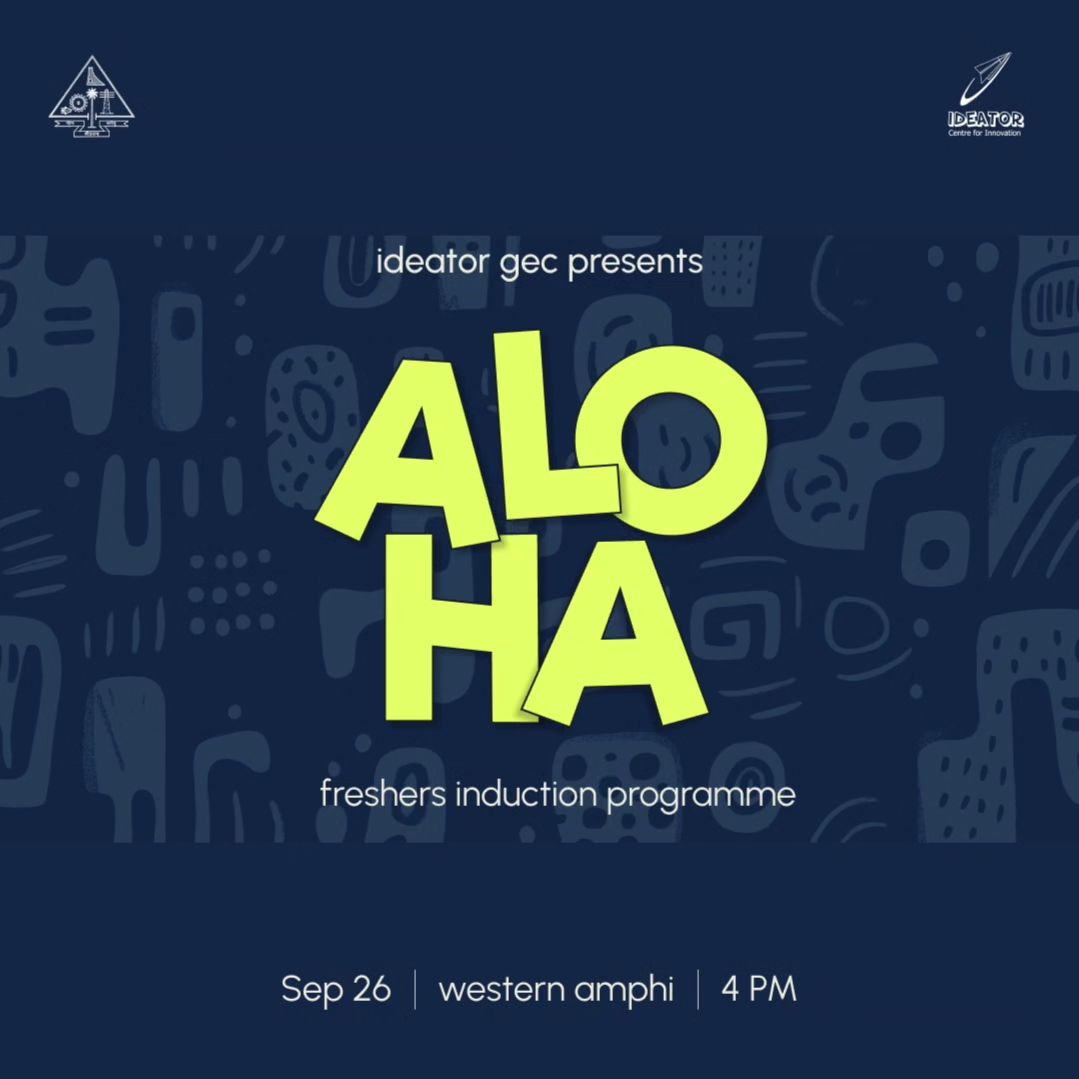 IDEATOR
Centre for Innovation
ideator gec presents
ALO
HA
freshers induction programme
Sep 26 | western amphi | 4 PM